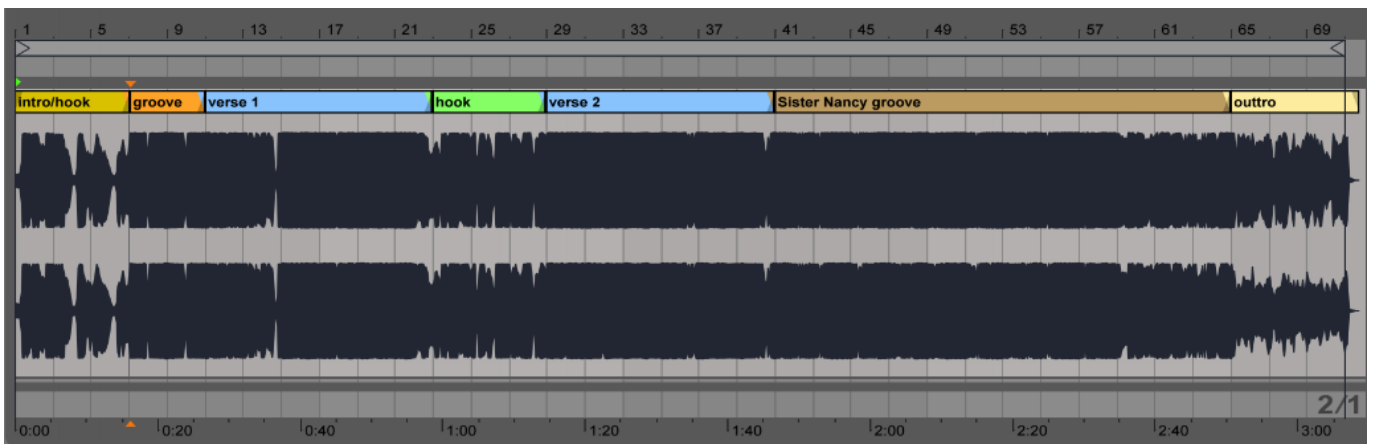 1 5 9 13 17 21 25 29 33 37 41 45 49 53 57 61 65 69
intro/hook groove verse 1 hook verse 2 Sister Nancy groove outtro
2/1
0:00 0:20 0:40 1:00 1:20 1:40 2:00 2:20 2:40 3:00